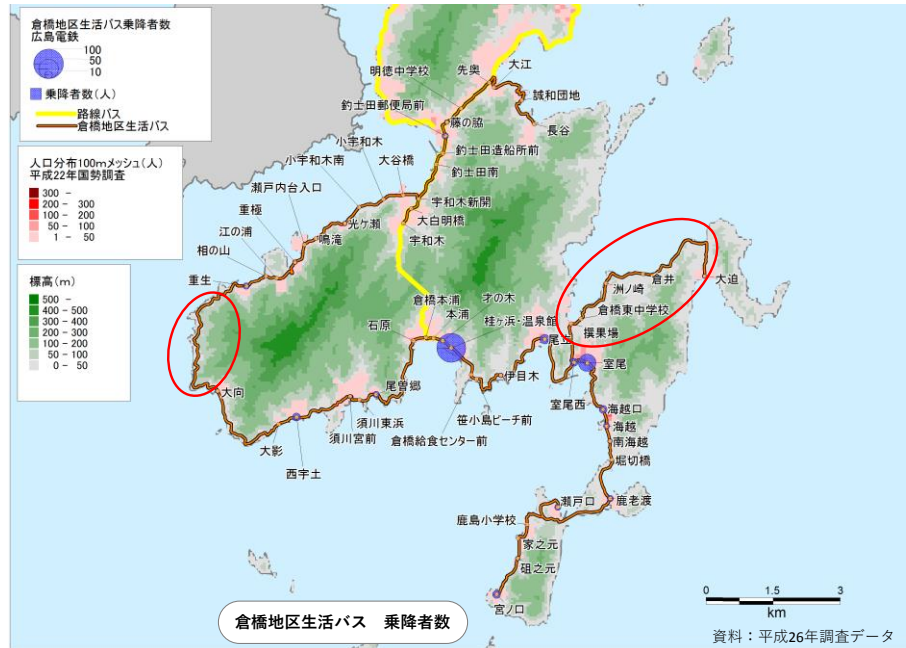 倉橋地区生活バス乗降者数
広島電鉄
100
50
10
乗降者数(人)
路線バス
倉橋地区生活バス
人口分布100mメッシュ(人)
平成22年国勢調査
300 -
200 - 300
100 - 200
50 - 100
1 - 50
標高(m)
500 -
400 - 500
300 - 400
200 - 300
100 - 200
50 - 100
0 - 50
明徳中学校
先奥
大江
釣士田郵便局前
誠和団地
藤の脇
長谷
小宇和木
釣士田造船所前
小宇和木南
大谷橋
釣士田南
瀬戸内台入口
宇和木新開
重極
光ケ瀬
大白明橋
江の浦
鳴滝
宇和木
相の山
重生
倉橋本浦
才の木
本浦
石原
桂ヶ浜・温泉館
尾立
洲ノ崎
倉井
大迫
倉橋東中学校
撰果場
室尾
大向
尾曽郷
伊目木
室尾西
須川東浜
笹小島ビーチ前
海越口
大影
須川宮前
倉橋給食センター前
海越
西宇土
南海越
堀切橋
瀬戸口
鹿老渡
鹿島小学校
家之元
砠之元
宮ノ口
0 1.5 3
km
倉橋地区生活バス 乗降者数
資料：平成26年調査データ